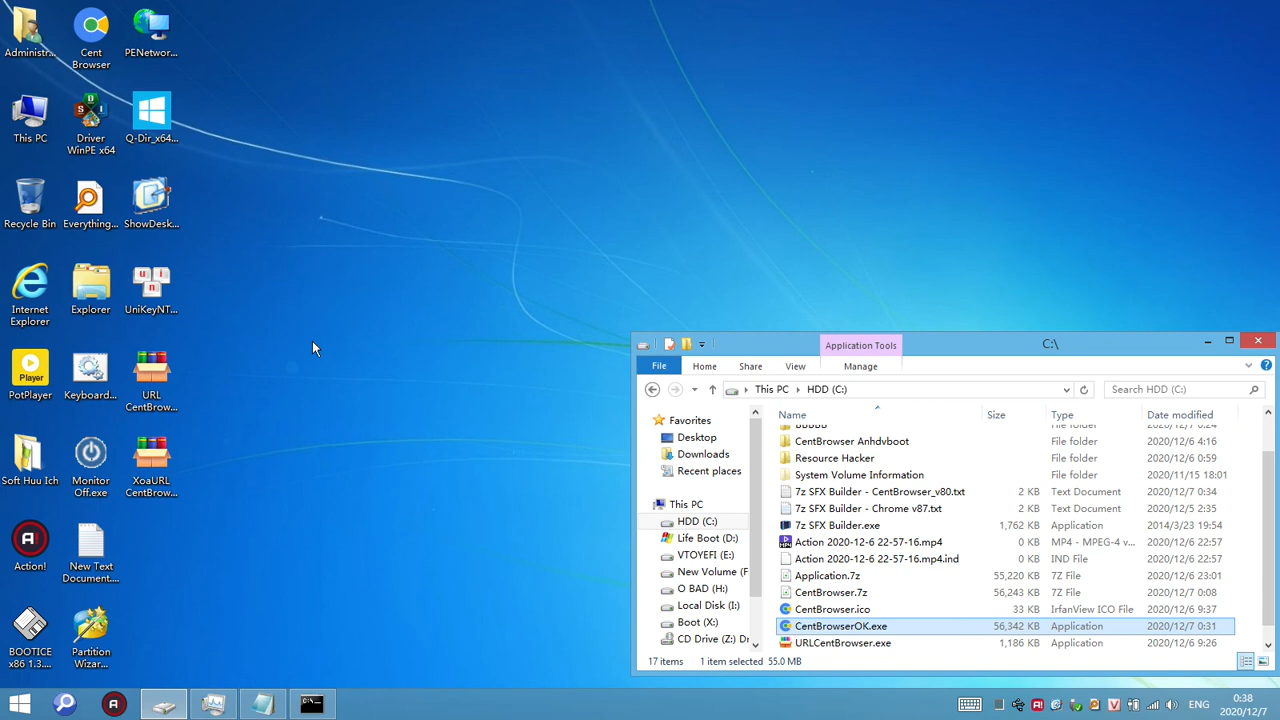 Administr...
Cent
Browser
PENetwor...
This PC
Driver
WinPE x64
Q-Dir_x64...
Recycle Bin
Everything...
ShowDesk...
Internet
Explorer
Explorer
UniKeyNT...
PotPlayer
Keyboard...
URL
CentBrow...
Soft Huu Ich
Monitor
Off.exe
XoaURL
CentBrow...
Action!
New Text
Document...
BOOTICE
x86 1.3....
Partition
Wizar...
Application Tools
C:\
File
Home
Share
View
Manage
This PC
HDD (C:)
Search HDD (C:)
Favorites
Desktop
Downloads
Recent places
This PC
HDD (C:)
Life Boot (D:)
VTOYEFI (E:)
New Volume (F
O BAD (H:)
Local Disk (I:)
Boot (X:)
CD Drive (Z:) Dr
Name Size Type Date modified
CentBrowser Anhdvboot File folder 2020/12/6 4:16
Resource Hacker File folder 2020/12/6 0:59
System Volume Information File folder 2020/11/15 18:01
7z SFX Builder - CentBrowser_v80.txt 2 KB Text Document 2020/12/7 0:34
7z SFX Builder - Chrome v87.txt 2 KB Text Document 2020/12/6 5:35
7z SFX Builder.exe 1,762 KB Application 2014/3/23 19:54
Action 2020-12-6 22-57-16.mp4 0 KB MP4 - MPEG-4 v... 2020/12/6 22:57
Action 2020-12-6 22-57-16.mp4.ind 0 KB IND File 2020/12/6 22:57
Application.7z 55,220 KB 7Z File 2020/12/6 23:01
CentBrowser.7z 56,243 KB 7Z File 2020/12/7 0:08
CentBrowser.ico 33 KB IrfanView ICO File 2020/12/6 9:37
CentBrowserOK.exe 56,342 KB Application 2020/12/7 0:31
URLCentBrowser.exe 1,186 KB Application 2020/12/6 9:26
17 items 1 item selected 55.0 MB
ENG
0:38
2020/12/7